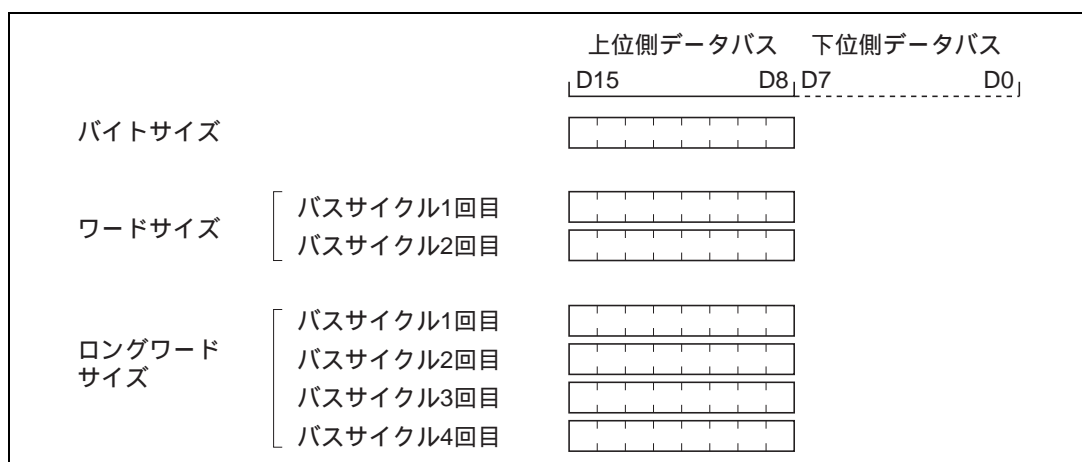 上位側データバス 下位側データバス
D15 D8 D7 D0
バイトサイズ
ワードサイズ
バスサイクル1回目
バスサイクル2回目
ロングワード
サイズ
バスサイクル1回目
バスサイクル2回目
バスサイクル3回目
バスサイクル4回目